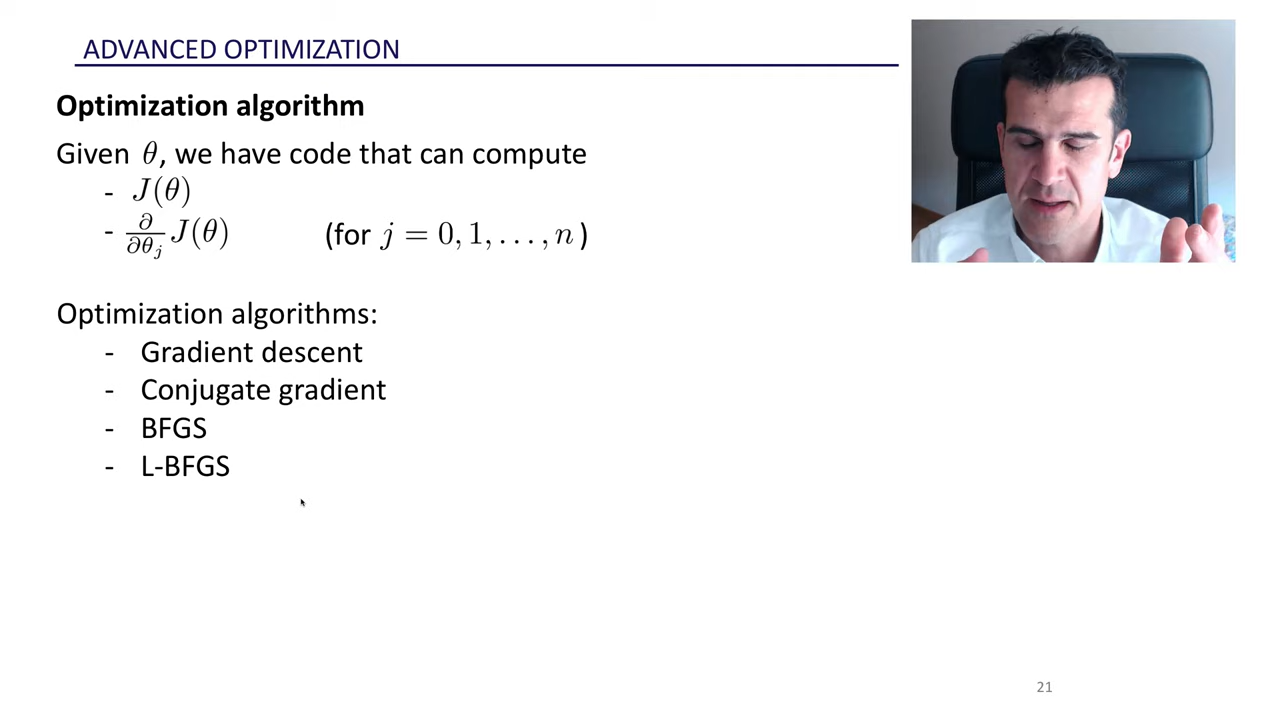 ADVANCED OPTIMIZATION
Optimization algorithm
Given θ, we have code that can compute
- J(θ)
- ∂/∂θj J(θ) (for j = 0, 1, . . . , n )
Optimization algorithms:
- Gradient descent
- Conjugate gradient
- BFGS
- L-BFGS
21